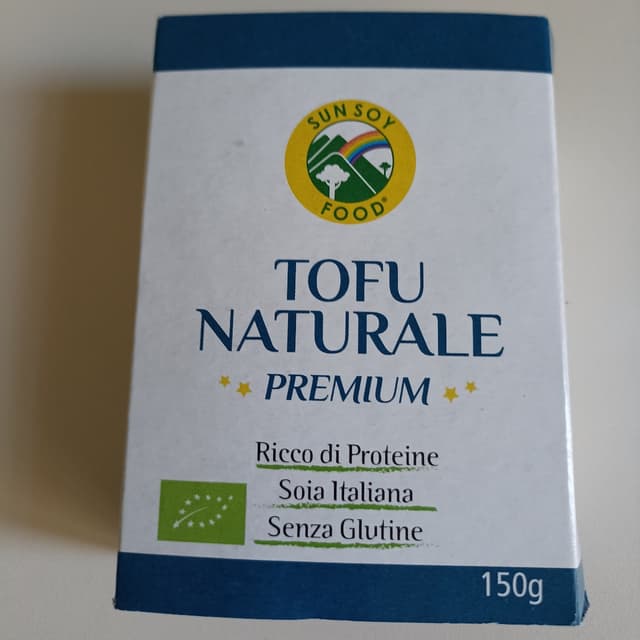 SUN SOY
FOOD®
TOFU
NATURALE
PREMIUM
Ricco di Proteine
Soia Italiana
Senza Glutine
150g